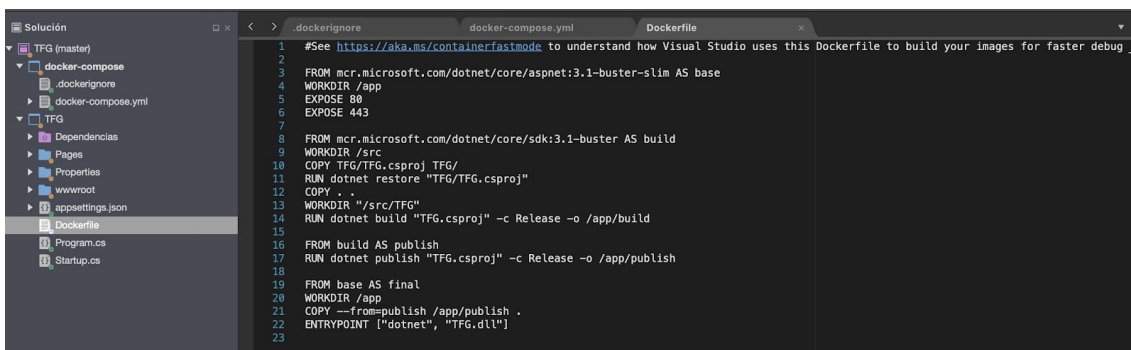 Solución
TFG (master)
docker-compose
.dockerignore
docker-compose.yml
TFG
Dependencias
Pages
Properties
wwwroot
appsettings.json
Dockerfile
Program.cs
Startup.cs
.dockerignore docker-compose.yml Dockerfile
1 #See https://aka.ms/containerfastmode to understand how Visual Studio uses this Dockerfile to build your images for faster debug
2
3 FROM mcr.microsoft.com/dotnet/core/aspnet:3.1-buster-slim AS base
4 WORKDIR /app
5 EXPOSE 80
6 EXPOSE 443
7
8 FROM mcr.microsoft.com/dotnet/core/sdk:3.1-buster AS build
9 WORKDIR /src
10 COPY TFG/TFG.csproj TFG/
11 RUN dotnet restore "TFG/TFG.csproj"
12 COPY . .
13 WORKDIR "/src/TFG"
14 RUN dotnet build "TFG.csproj" -c Release -o /app/build
15
16 FROM build AS publish
17 RUN dotnet publish "TFG.csproj" -c Release -o /app/publish
18
19 FROM base AS final
20 WORKDIR /app
21 COPY --from=publish /app/publish .
22 ENTRYPOINT ["dotnet", "TFG.dll"]
23